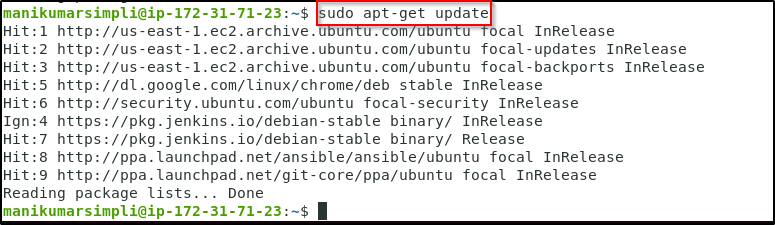 manikumarsimpli@ip-172-31-71-23:~$ sudo apt-get update
Hit:1 http://us-east-1.ec2.archive.ubuntu.com/ubuntu focal InRelease
Hit:2 http://us-east-1.ec2.archive.ubuntu.com/ubuntu focal-updates InRelease
Hit:3 http://us-east-1.ec2.archive.ubuntu.com/ubuntu focal-backports InRelease
Hit:5 http://dl.google.com/linux/chrome/deb stable InRelease
Hit:6 http://security.ubuntu.com/ubuntu focal-security InRelease
Ign:4 https://pkg.jenkins.io/debian-stable binary/ InRelease
Hit:7 https://pkg.jenkins.io/debian-stable binary/ Release
Hit:8 http://ppa.launchpad.net/ansible/ansible/ubuntu focal InRelease
Hit:9 http://ppa.launchpad.net/git-core/ppa/ubuntu focal InRelease
Reading package lists... Done
manikumarsimpli@ip-172-31-71-23:~$